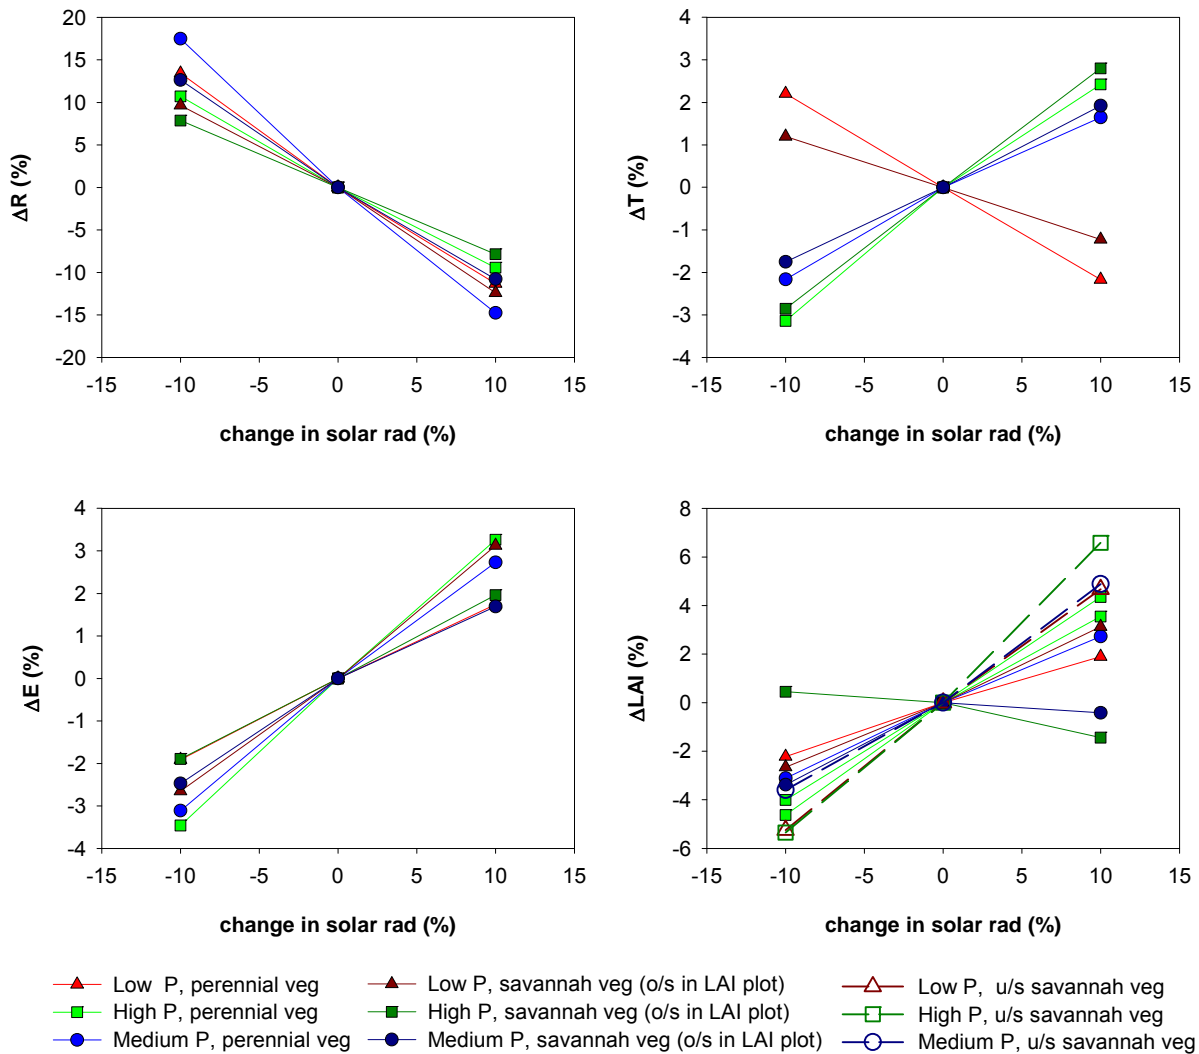 20
15
10
5
0
-5
-10
-15
-20
ΔR (%)
-15 -10 -5 0 5 10 15
change in solar rad (%)
4
3
2
1
0
-1
-2
-3
-4
ΔT (%)
-15 -10 -5 0 5 10 15
change in solar rad (%)
4
3
2
1
0
-1
-2
-3
-4
ΔE (%)
-15 -10 -5 0 5 10 15
change in solar rad (%)
8
6
4
2
0
-2
-4
-6
ΔLAI (%)
-15 -10 -5 0 5 10 15
change in solar rad (%)
Low P, perennial veg
High P, perennial veg
Medium P, perennial veg
Low P, savannah veg (o/s in LAI plot)
High P, savannah veg (o/s in LAI plot)
Medium P, savannah veg (o/s in LAI plot)
Low P, u/s savannah veg
High P, u/s savannah veg
Medium P, u/s savannah veg